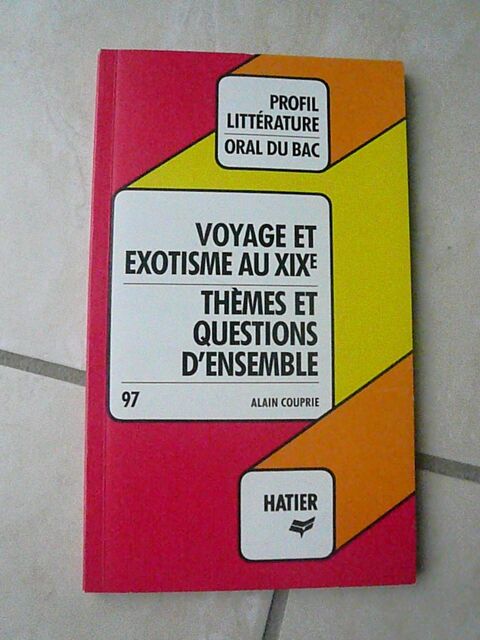 PROFIL
LITTÉRATURE
ORAL DU BAC
VOYAGE ET
EXOTISME AU XIXE
THÈMES ET
QUESTIONS
D'ENSEMBLE
97 ALAIN COUPRIE
HATIER